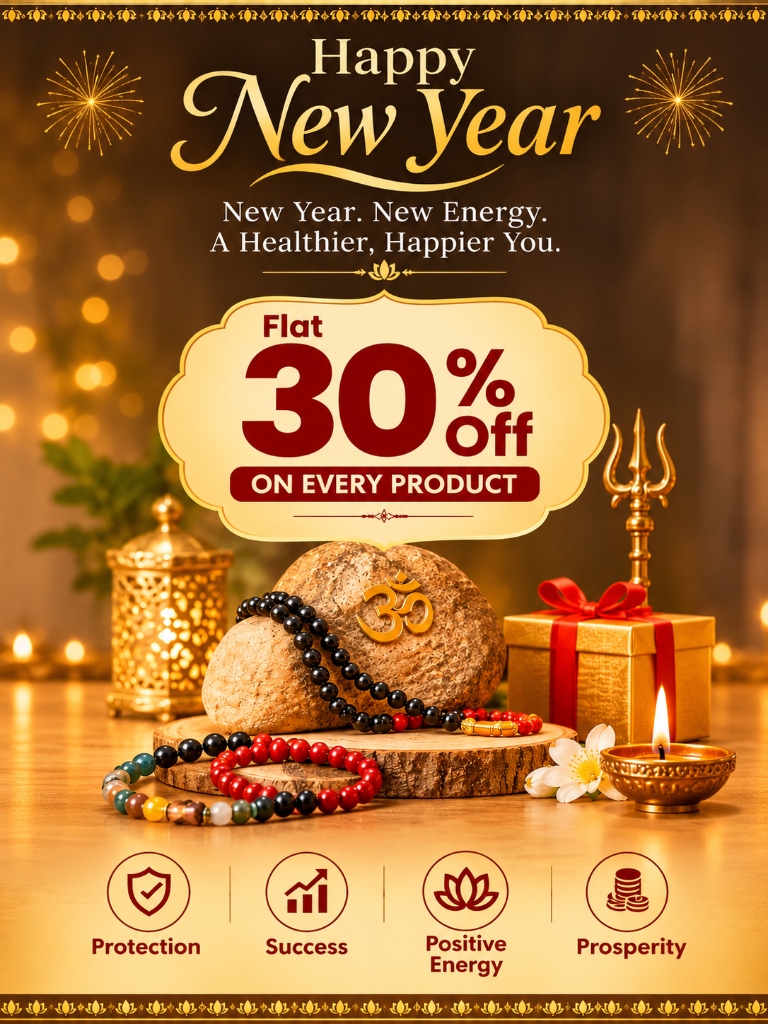 Happy
New Year
New Year. New Energy.
A Healthier, Happier You.
Flat
30%
Off
ON EVERY PRODUCT
ॐ
Protection
Success
Positive
Energy
Prosperity